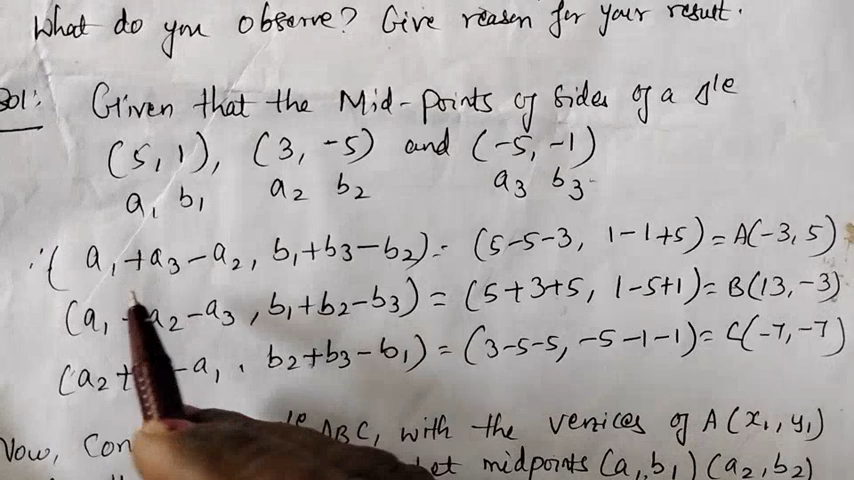 What do you observe? Give reason for your result.
Sol: Given that the Mid-Points of sides of a Δle
(5, 1), (3, -5) and (-5, -1)
a1 b1 a2 b2 a3 b3
∴ (a1+a3-a2, b1+b3-b2) = (5-5-3, 1-1+5) = A(-3, 5)
(a1 a2-a3, b1+b2-b3) = (5+3+5, 1-5+1) = B(13, -3)
(a2+ -a1, b2+b3-b1) = (3-5-5, -5-1-1) = C(-7, -7)
Now, ABC, with the vertices of A(x1, y1)
midpoints (a1, b1) (a2, b2)